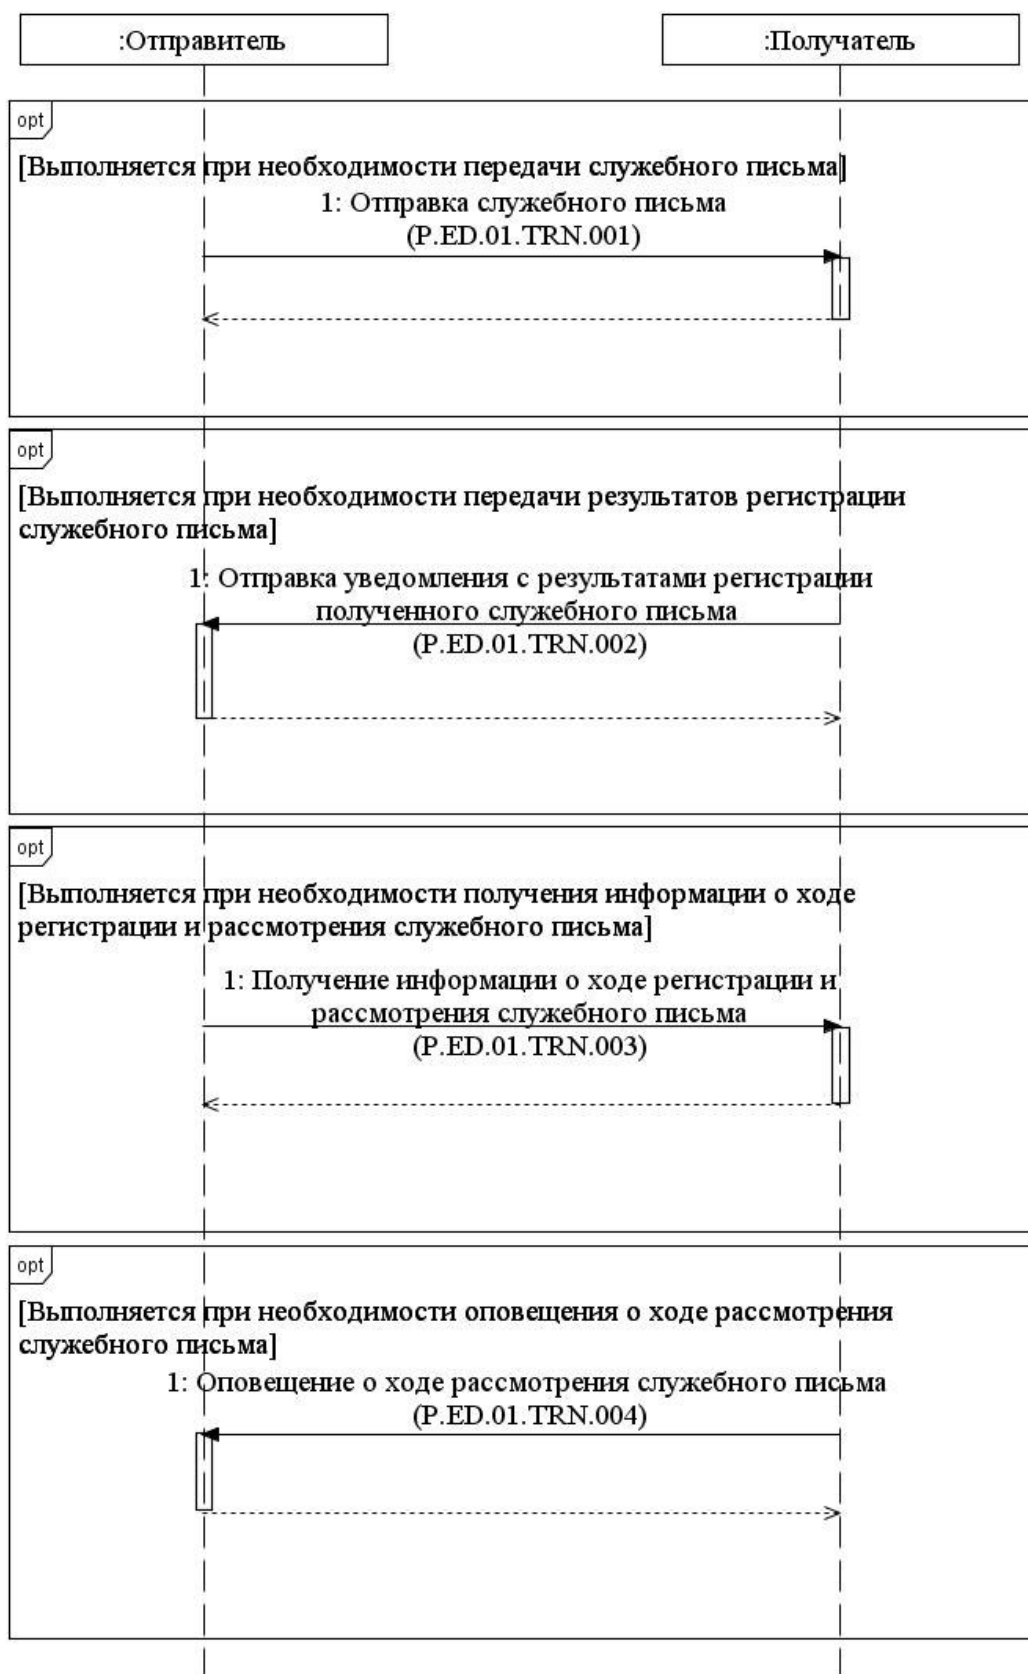 :Отправитель
:Получатель
opt
[Выполняется при необходимости передачи служебного письма]
1: Отправка служебного письма
(P.ED.01.TRN.001)
opt
[Выполняется при необходимости передачи результатов регистрации
служебного письма]
1: Отправка уведомления с результатами регистрации
полученного служебного письма
(P.ED.01.TRN.002)
opt
[Выполняется при необходимости получения информации о ходе
регистрации и рассмотрения служебного письма]
1: Получение информации о ходе регистрации и
рассмотрения служебного письма
(P.ED.01.TRN.003)
opt
[Выполняется при необходимости оповещения о ходе рассмотрения
служебного письма]
1: Оповещение о ходе рассмотрения служебного письма
(P.ED.01.TRN.004)